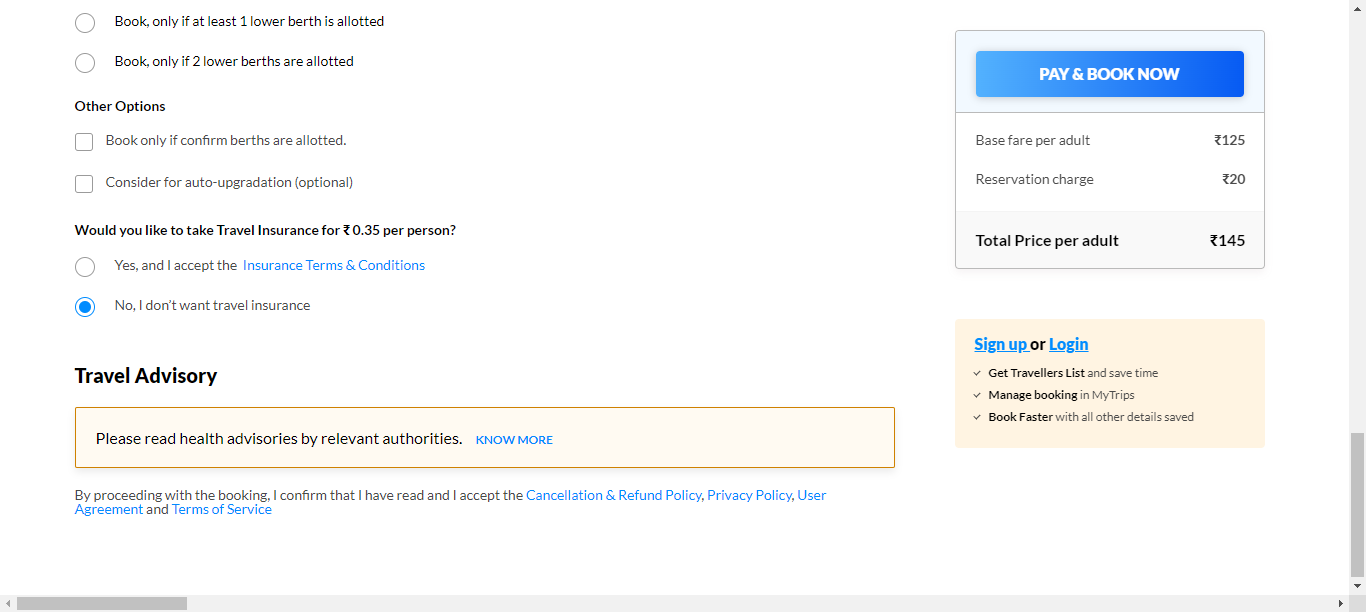 Book, only if at least 1 lower berth is allotted
Book, only if 2 lower berths are allotted
Other Options
Book only if confirm berths are allotted.
Consider for auto-upgradation (optional)
Would you like to take Travel Insurance for ₹ 0.35 per person?
Yes, and I accept the Insurance Terms & Conditions
No, I don't want travel insurance
Travel Advisory
Please read health advisories by relevant authorities. KNOW MORE
By proceeding with the booking, I confirm that I have read and I accept the Cancellation & Refund Policy, Privacy Policy, User
Agreement and Terms of Service
PAY & BOOK NOW
Base fare per adult ₹125
Reservation charge ₹20
Total Price per adult ₹145
Sign up or Login
Get Travellers List and save time
Manage booking in MyTrips
Book Faster with all other details saved